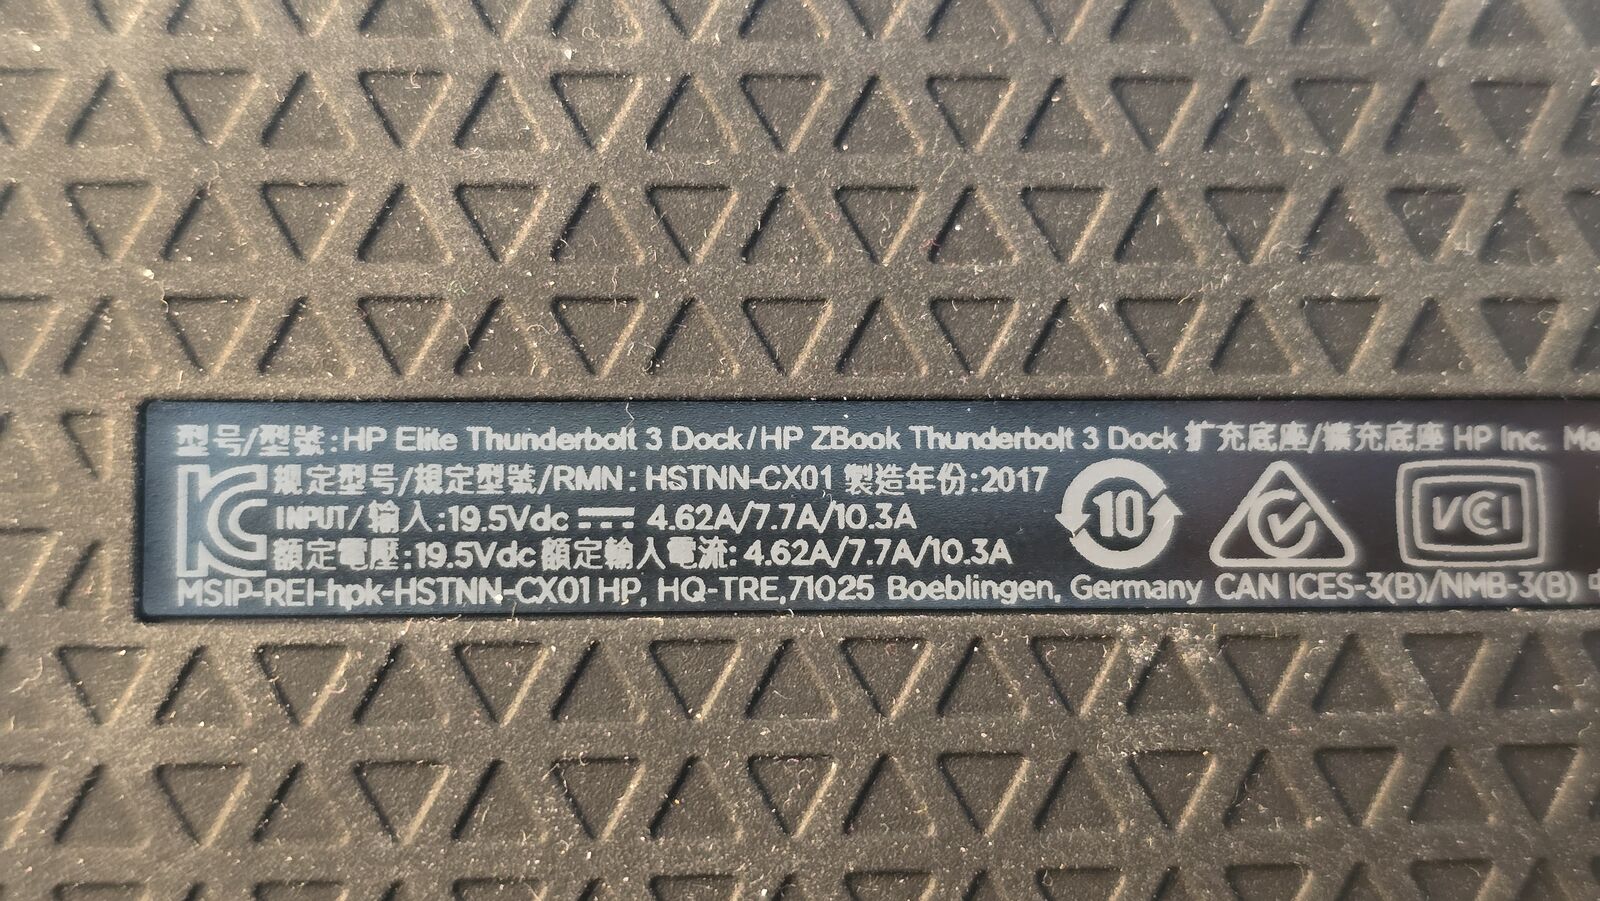 型号/型號:HP Elite Thunderbolt 3 Dock/HP ZBook Thunderbolt 3 Dock 扩充底座/擴充底座 HP Inc. Ma
规定型号/規定型號/RMN: HSTNN-CX01 製造年份:2017
INPUT/输入:19.5Vdc ⎓ 4.62A/7.7A/10.3A
額定電壓:19.5Vdc 額定輸入電流: 4.62A/7.7A/10.3A
MSIP-REI-hpk-HSTNN-CX01 HP, HQ-TRE,71025 Boeblingen, Germany CAN ICES-3(B)/NMB-3(B)
KC
10
VCCI